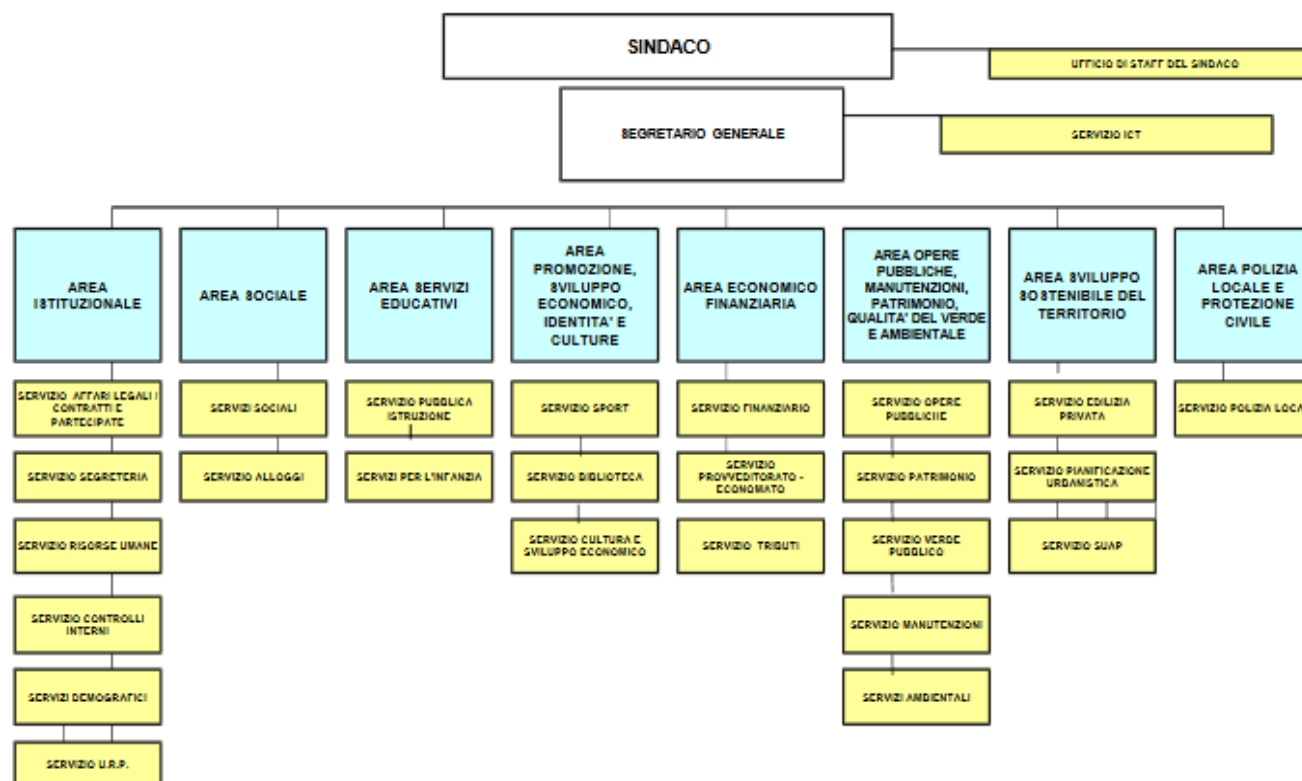 SINDACO
UFFICIO DI STAFF DEL SINDACO
SEGRETARIO GENERALE
SERVIZIO ICT
AREA
ISTITUZIONALE
AREA SOCIALE
AREA SERVIZI
EDUCATIVI
AREA
PROMOZIONE,
SVILUPPO
ECONOMICO,
IDENTITA' E
CULTURE
AREA ECONOMICO
FINANZIARIA
AREA OPERE
PUBBLICHE,
MANUTENZIONI,
PATRIMONIO,
QUALITA' DEL VERDE
E AMBIENTALE
AREA SVILUPPO
SOSTENIBILE DEL
TERRITORIO
AREA POLIZIA
LOCALE E
PROTEZIONE
CIVILE
SERVIZIO AFFARI LEGALI /
CONTRATTI E
PARTECIPATE
SERVIZI SOCIALI
SERVIZIO PUBBLICA
ISTRUZIONE
SERVIZIO SPORT
SERVIZIO FINANZIARIO
SERVIZIO OPERE
PUBBLICHE
SERVIZIO EDILIZIA
PRIVATA
SERVIZIO POLIZIA LOCA
SERVIZIO SEGRETERIA
SERVIZIO ALLOGGI
SERVIZI PER L'INFANZIA
SERVIZIO BIBLIOTECA
SERVIZIO
PROVVEDITORATO -
ECONOMATO
SERVIZIO PATRIMONIO
SERVIZIO PIANIFICAZIONE
URBANISTICA
SERVIZIO RISORSE UMANE
SERVIZIO CULTURA E
SVILUPPO ECONOMICO
SERVIZIO TRIBUTI
SERVIZIO VERDE
PUBBLICO
SERVIZIO SUAP
SERVIZIO CONTROLLI
INTERNI
SERVIZIO MANUTENZIONI
SERVIZI DEMOGRAFICI
SERVIZI AMBIENTALI
SERVIZIO U.R.P.